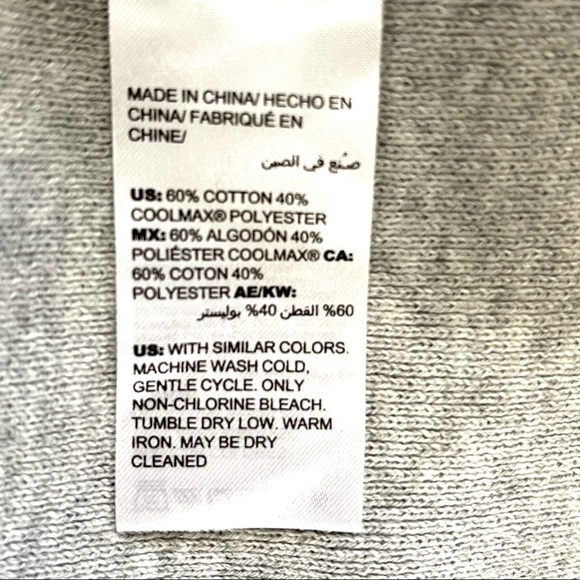 MADE IN CHINA/ HECHO EN
CHINA/ FABRIQUÉ EN
CHINE/
صُنع في الصين
US: 60% COTTON 40%
COOLMAX® POLYESTER
MX: 60% ALGODÓN 40%
POLIÉSTER COOLMAX® CA:
60% COTON 40%
POLYESTER AE/KW:
60% القطن 40% بوليستر
US: WITH SIMILAR COLORS.
MACHINE WASH COLD,
GENTLE CYCLE. ONLY
NON-CHLORINE BLEACH.
TUMBLE DRY LOW. WARM
IRON. MAY BE DRY
CLEANED